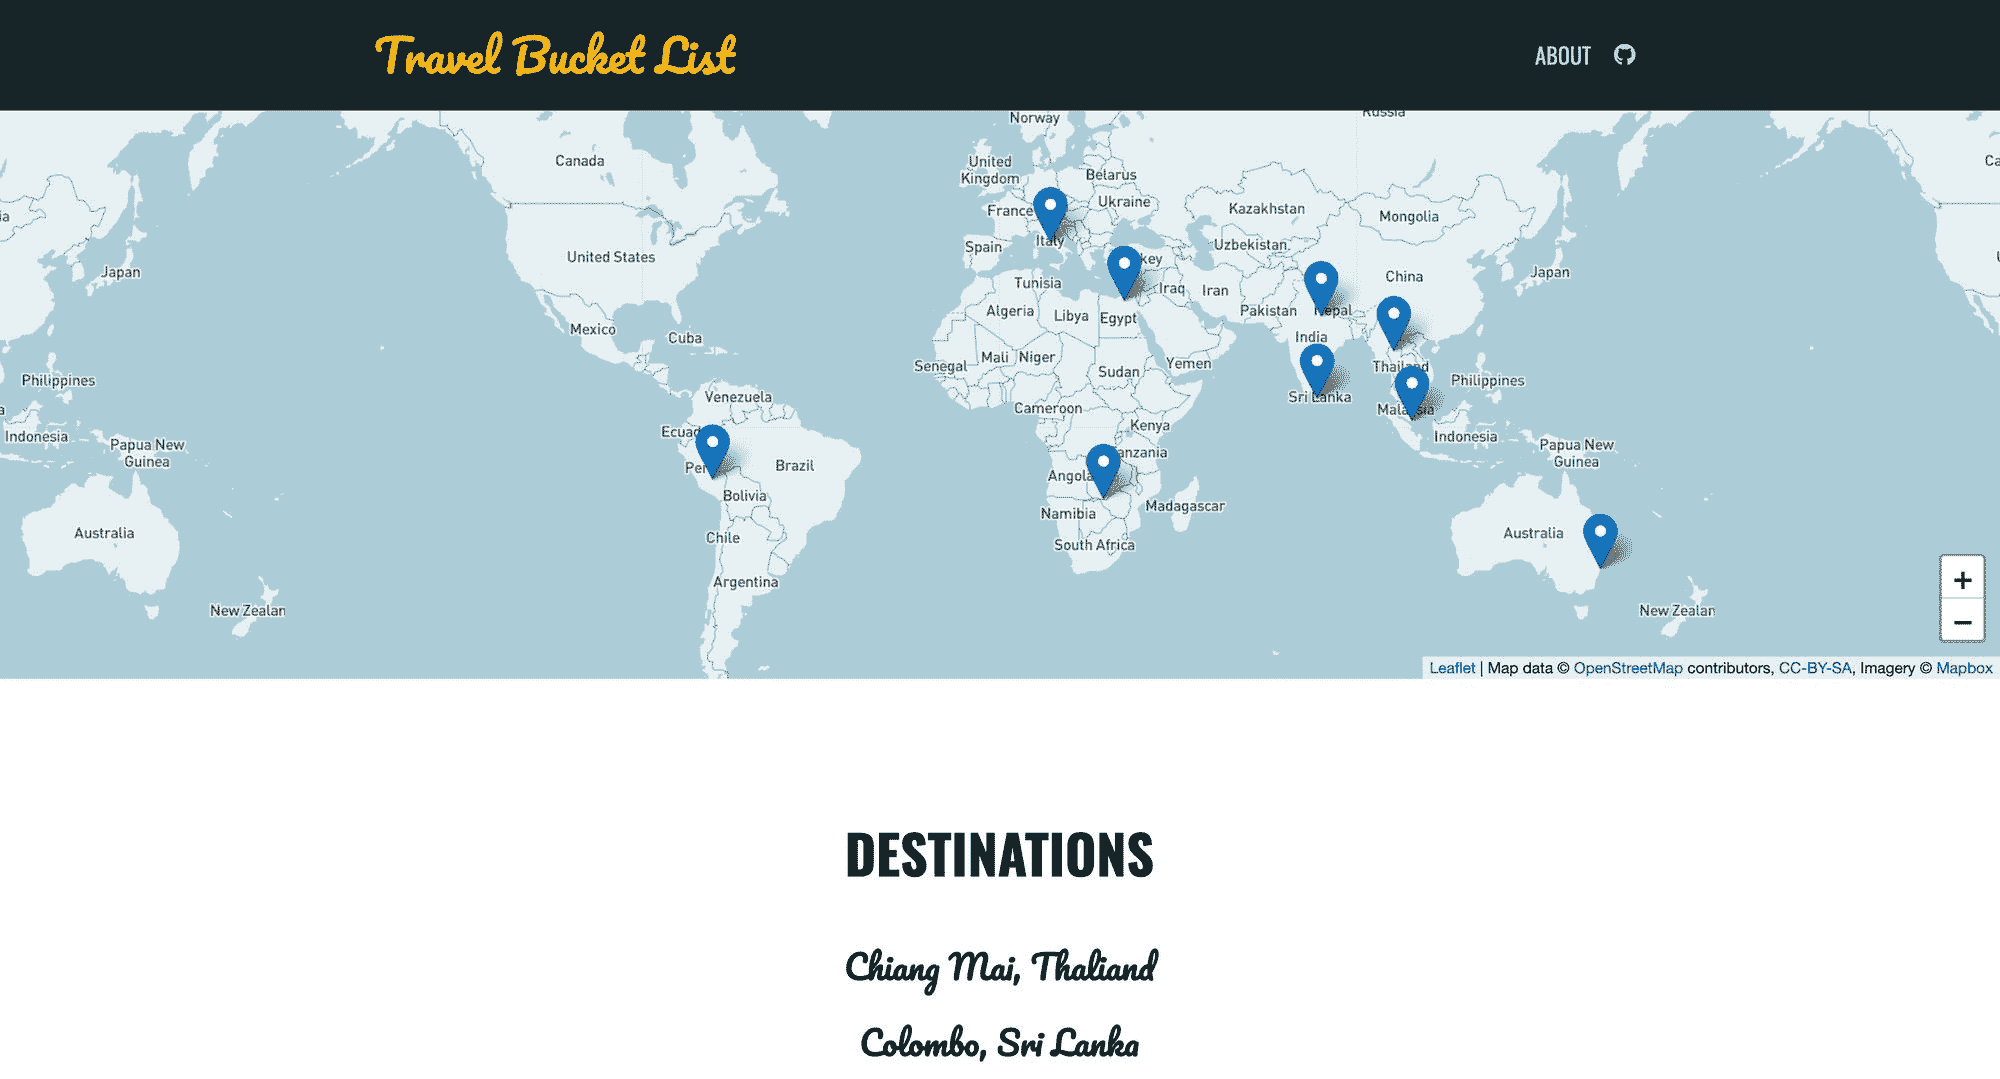 Travel Bucket List
ABOUT
Norway
Russia
Canada
United
Kingdom
Belarus
Ukraine
France
Kazakhstan
Mongolia
Italy
Spain
Uzbekistan
United States
Japan
Tunisia
Iraq
Iran
China
Japan
Algeria
Libya
Egypt
Pakistan
Nepal
Mexico
Cuba
India
Mali
Niger
Senegal
Sudan
Yemen
Thailand
Philippines
Philippines
Venezuela
Cameroon
Sri Lanka
Malaysia
Indonesia
Papua New
Guinea
Kenya
Indonesia
Papua New
Guinea
Brazil
Angola
Bolivia
Namibia
Madagascar
Australia
Chile
South Africa
Australia
Argentina
New Zealan
New Zealan
+
−
Leaflet | Map data © OpenStreetMap contributors, CC-BY-SA, Imagery © Mapbox
DESTINATIONS
Chiang Mai, Thaliand
Colombo, Sri Lanka